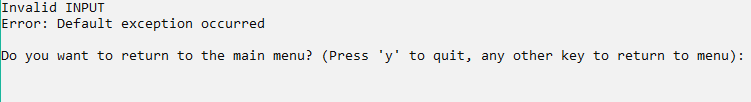 Invalid INPUT
Error: Default exception occurred
Do you want to return to the main menu? (Press 'y' to quit, any other key to return to menu):